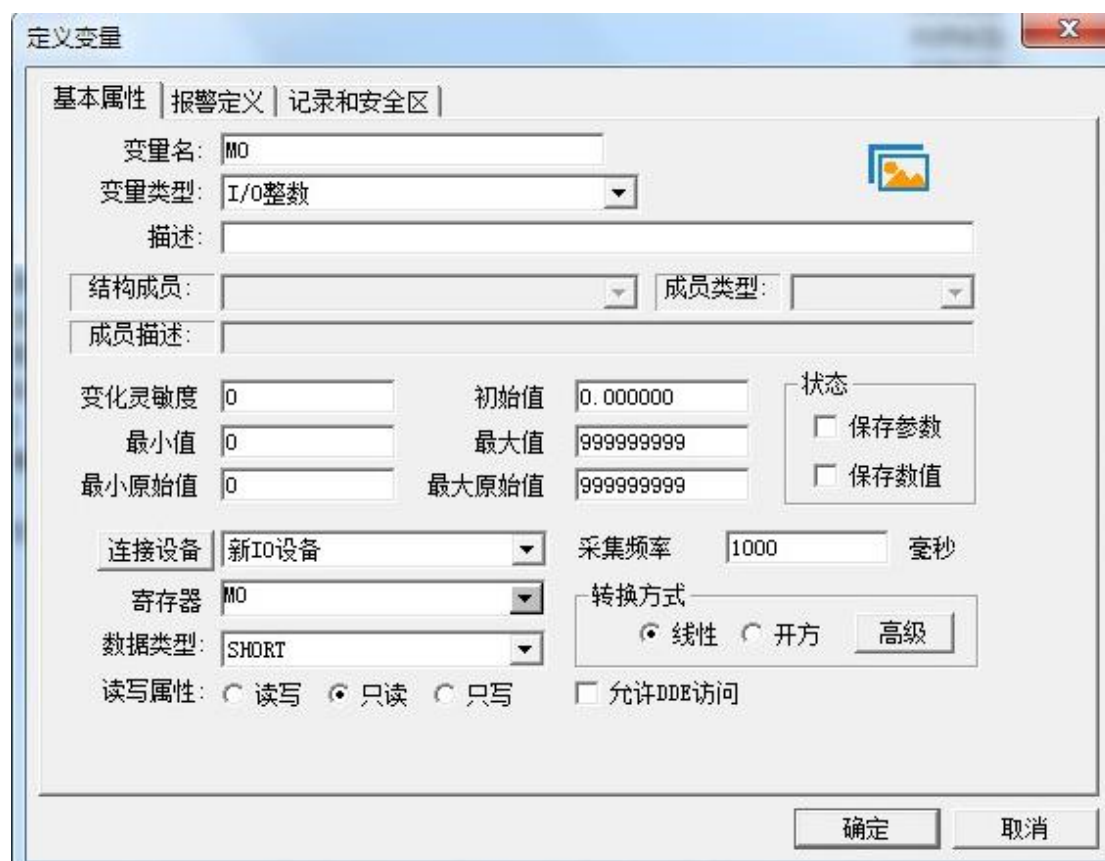 定义变量
基本属性 报警定义 记录和安全区
变量名: M0
变量类型: I/O整数
描述:
结构成员: 成员类型:
成员描述:
变化灵敏度 0 初始值 0.000000 状态
最小值 0 最大值 999999999 保存参数
最小原始值 0 最大原始值 999999999 保存数值
连接设备 新IO设备 采集频率 1000 毫秒
寄存器 M0 转换方式
线性 开方 高级
数据类型: SHORT
读写属性: 读写 只读 只写 允许DDE访问
确定 取消